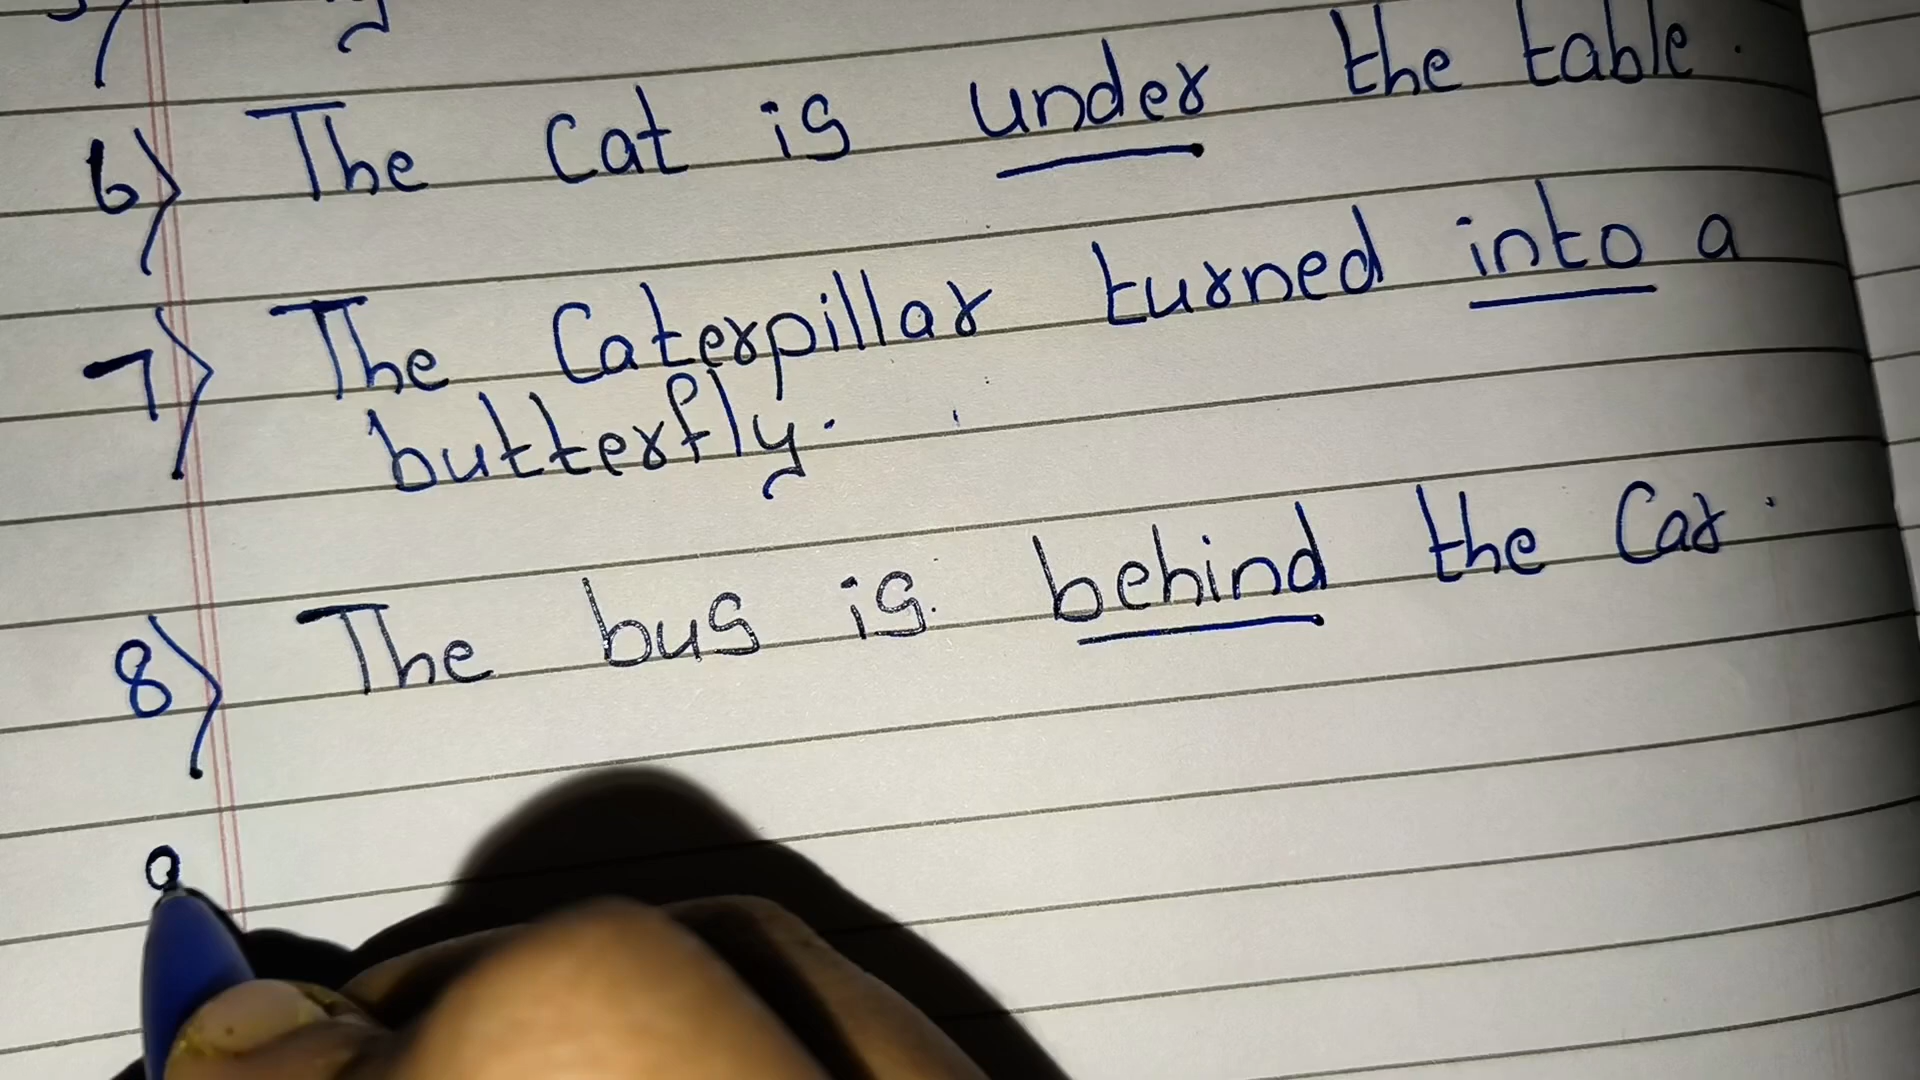 6) The Cat is under the table.
7) The Caterpillar turned into a
butterfly.
8) The bus is behind the Car.